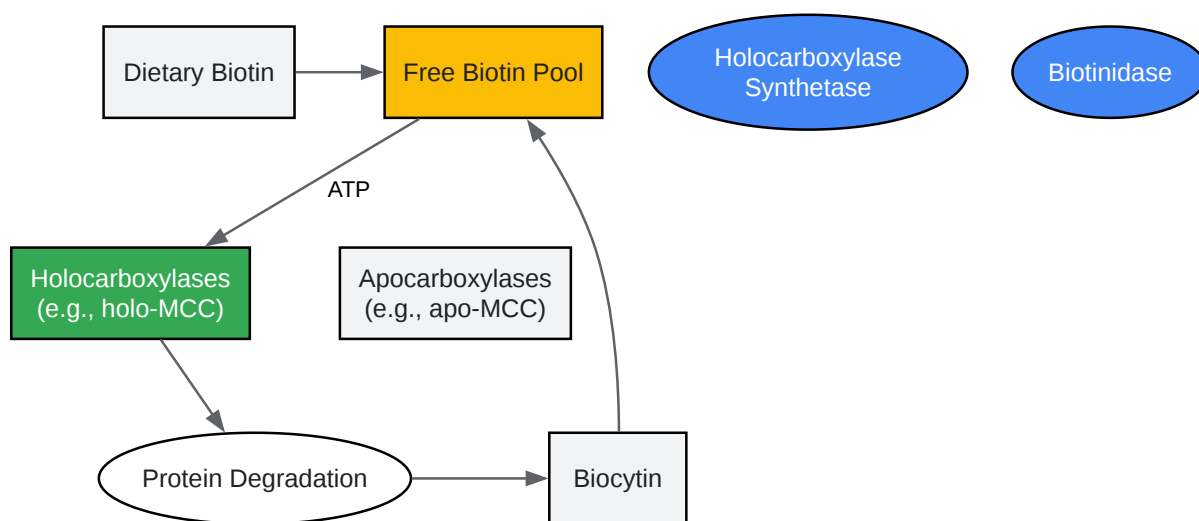 Dietary Biotin
Free Biotin Pool
Holocarboxylase
Synthetase
Biotinidase
ATP
Holocarboxylases
(e.g., holo-MCC)
Apocarboxylases
(e.g., apo-MCC)
Protein Degradation
Biocytin